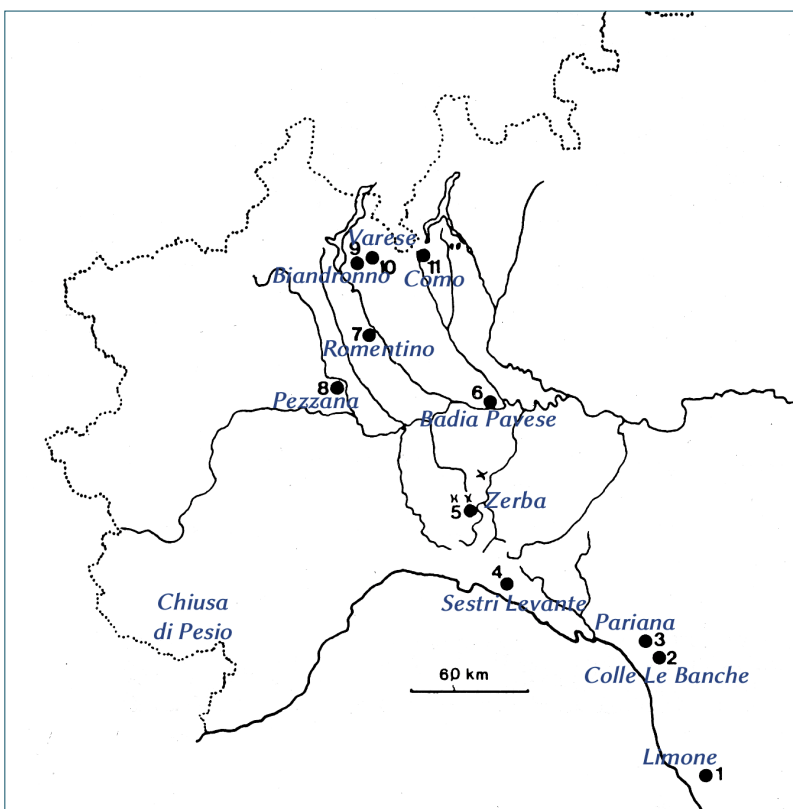 Varese
9
10
11
Biandronno
Como
7
Romentino
8
6
Pezzana
Badia Pavese
x
x x
Zerba
5
4
Chiusa
di Pesio
Sestri Levante
Pariana
3
2
Colle Le Banche
60 km
Limone
1